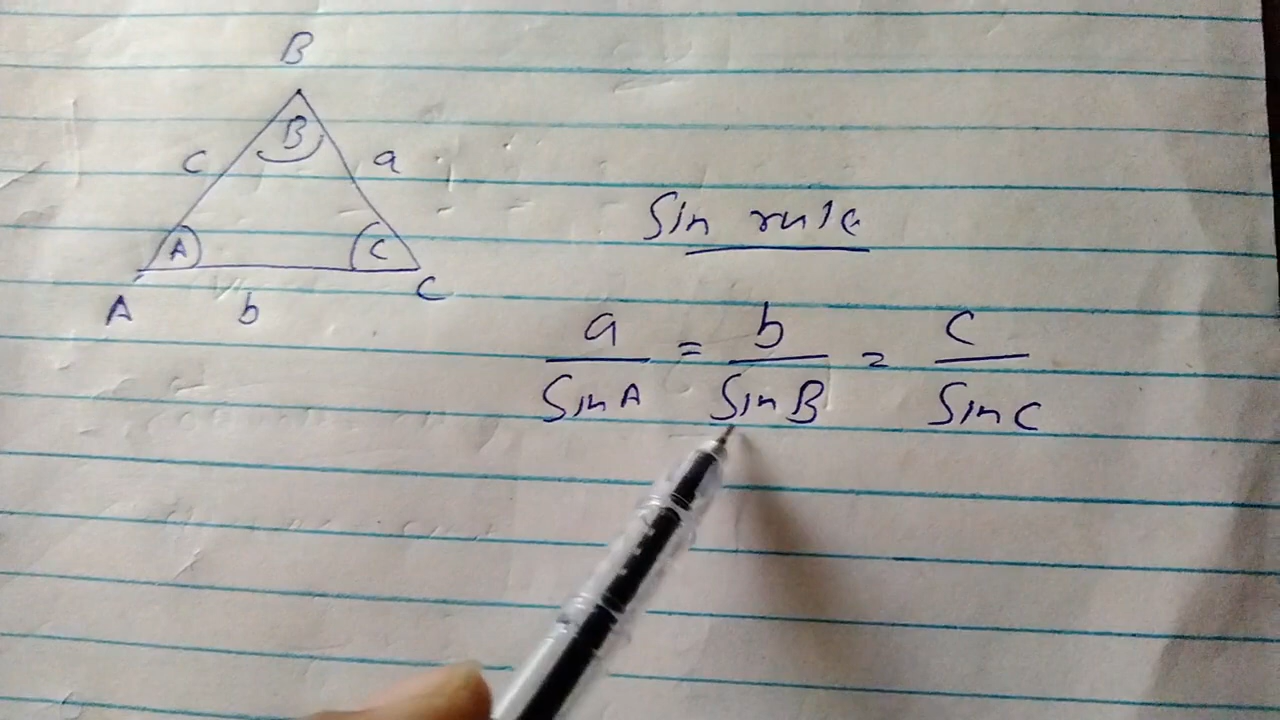 B
B
c a
A C
A b C
Sin rule
a/SinA = b/SinB = c/SinC